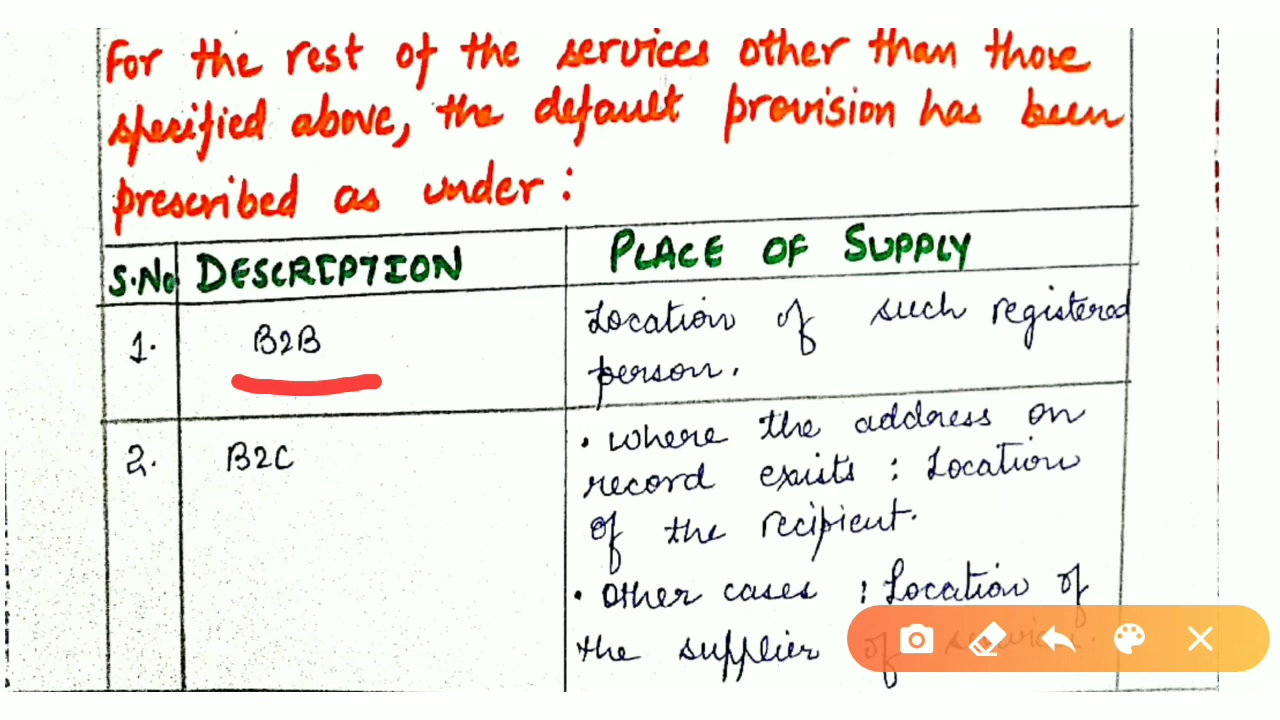 For the rest of the services other than those
specified above, the default provision has been
prescribed as under:
S.No DESCRIPTION PLACE OF SUPPLY
1. B2B Location of such registered
person.
2. B2C • where the address on
record exists : Location
of the recipient.
• other cases : Location of
the supplier of services.